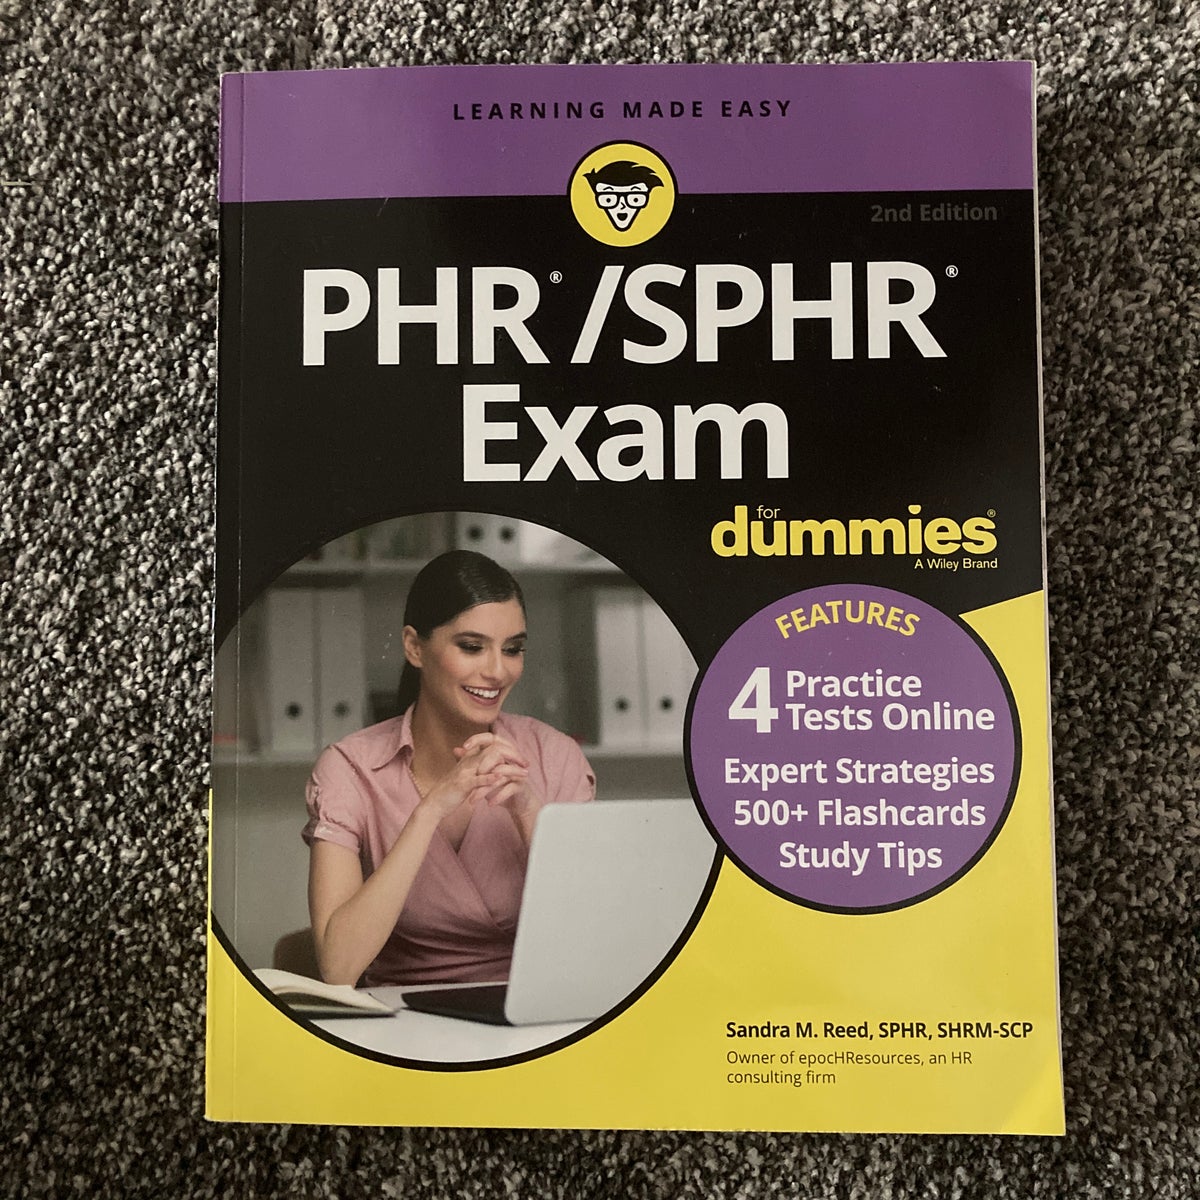 LEARNING MADE EASY
2nd Edition
PHR® /SPHR®
Exam
for
dummies®
A Wiley Brand
FEATURES
4 Practice
Tests Online
Expert Strategies
500+ Flashcards
Study Tips
Sandra M. Reed, SPHR, SHRM-SCP
Owner of epocHResources, an HR
consulting firm